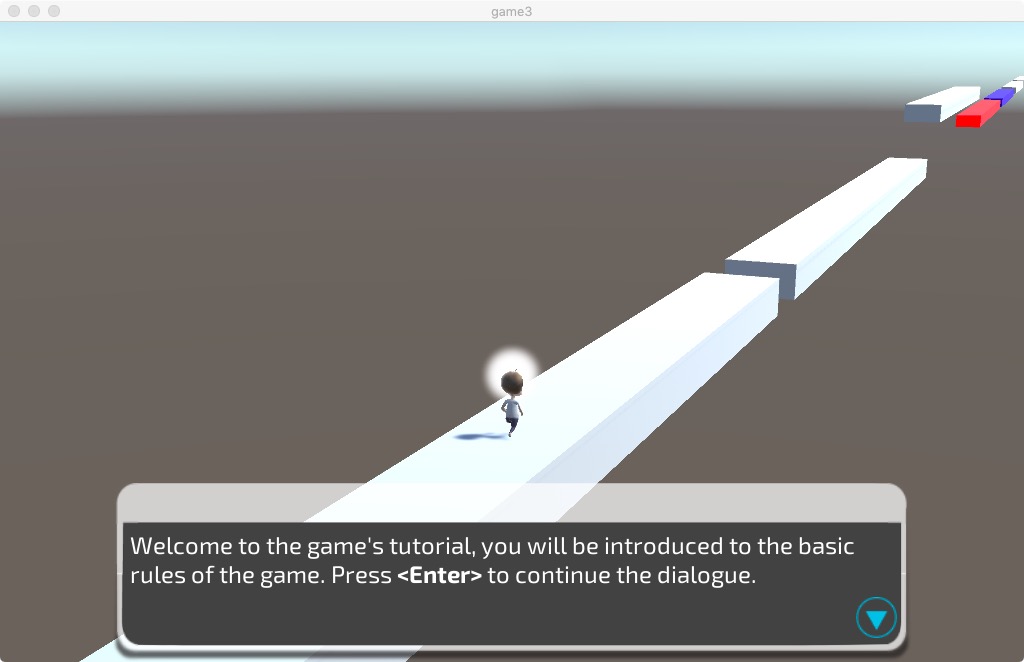 game3
Welcome to the game's tutorial, you will be introduced to the basic
rules of the game. Press <Enter> to continue the dialogue.